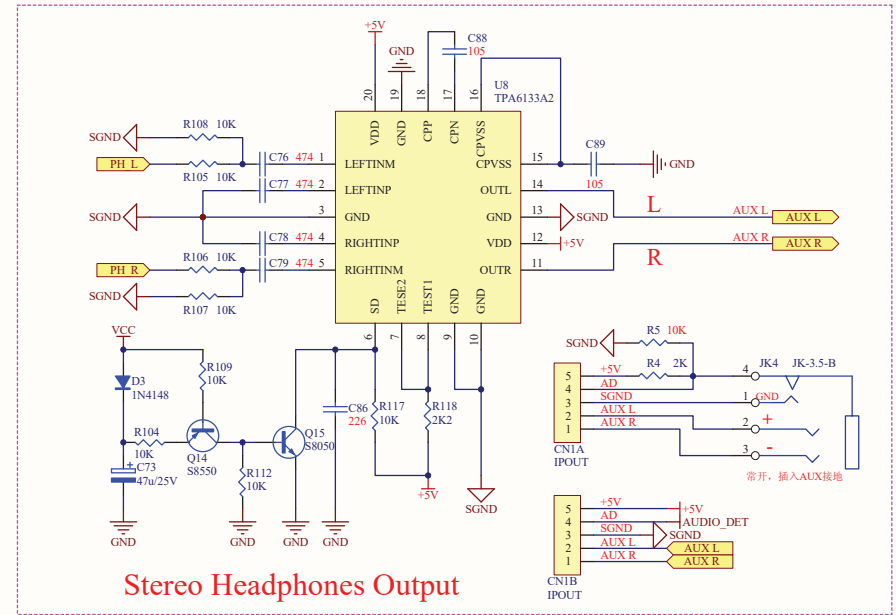 +5V
GND
C88
105
U8
TPA6133A2
20 19 18 17 16
VDD GND CPP CPN CPVSS
R108 10K
SGND
PH L
R105 10K
C76 474 1 LEFTINM
C77 474 2 LEFTINP
SGND
3 GND
C78 474 4 RIGHTINP
R106 10K
PH R
C79 474 5 RIGHTINM
SGND
R107 10K
CPVSS 15
C89
105
GND
OUTL 14
L
AUX L
AUX L
GND 13
SGND
VDD 12
+5V
AUX R
AUX R
R
OUTR 11
SD TESE2 TEST1 GND GND
6 7 8 9 10
VCC
D3
1N4148
R109
10K
R104
10K
C73
47u/25V
Q14
S8550
R112
10K
Q15
S8050
C86
226
R117
10K
R118
2K2
+5V
SGND
GND GND GND GND
R5 10K
SGND
R4 2K
5 +5V
4 AD
3 SGND
2 AUX L
1 AUX R
CN1A
IPOUT
4 JK4 JK-3.5-B
1 GND
2 +
3 -
常开，插入AUX接地
5 +5V +5V
4 AD AUDIO_DET
3 SGND SGND
2 AUX L AUX L
1 AUX R AUX R
CN1B
IPOUT
Stereo Headphones Output